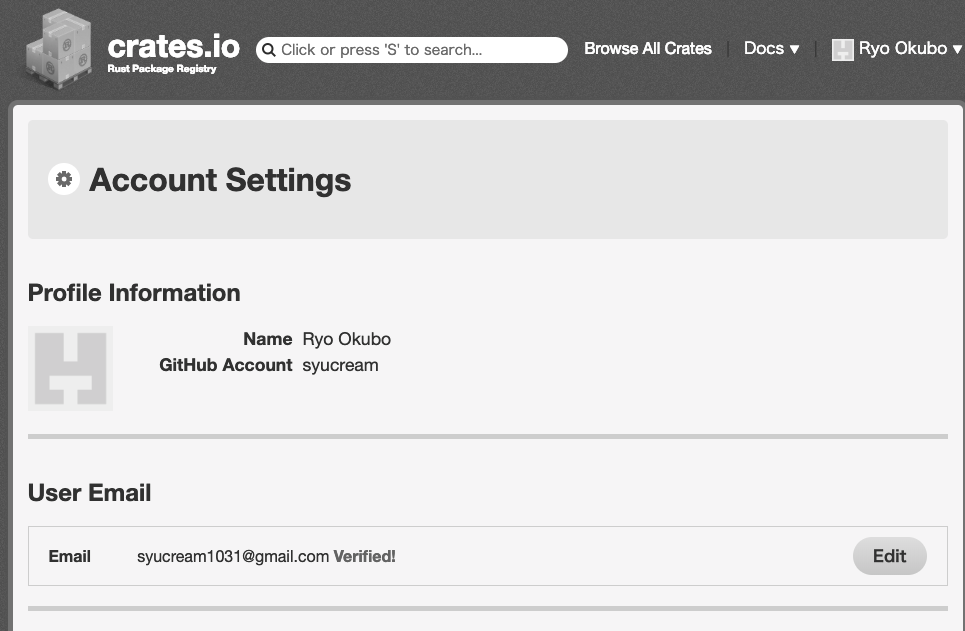 crates.io
Rust Package Registry
Click or press 'S' to search...
Browse All Crates | Docs ▼ | Ryo Okubo ▼
Account Settings
Profile Information
Name Ryo Okubo
GitHub Account syucream
User Email
Email syucream1031@gmail.com Verified! Edit